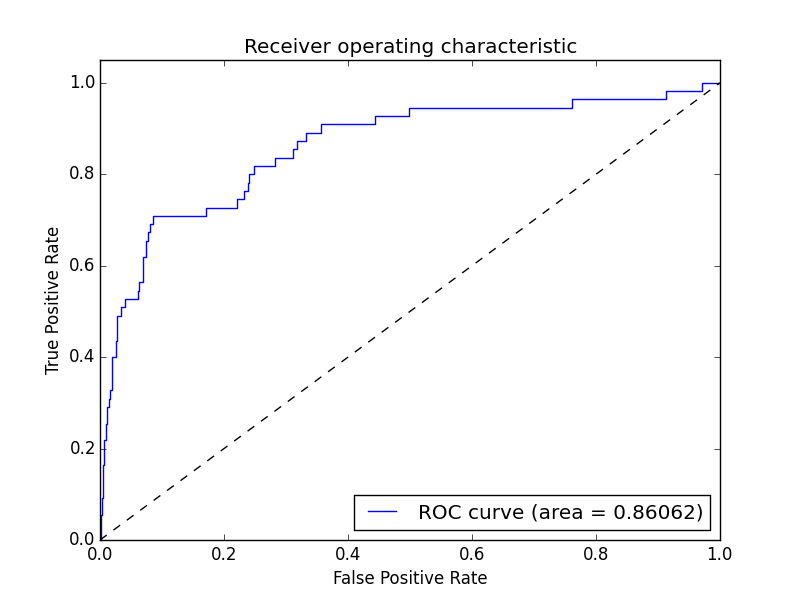 Receiver operating characteristic
1.0
0.8
0.6
0.4
0.2
0.0
True Positive Rate
ROC curve (area = 0.86062)
0.0 0.2 0.4 0.6 0.8 1.0
False Positive Rate